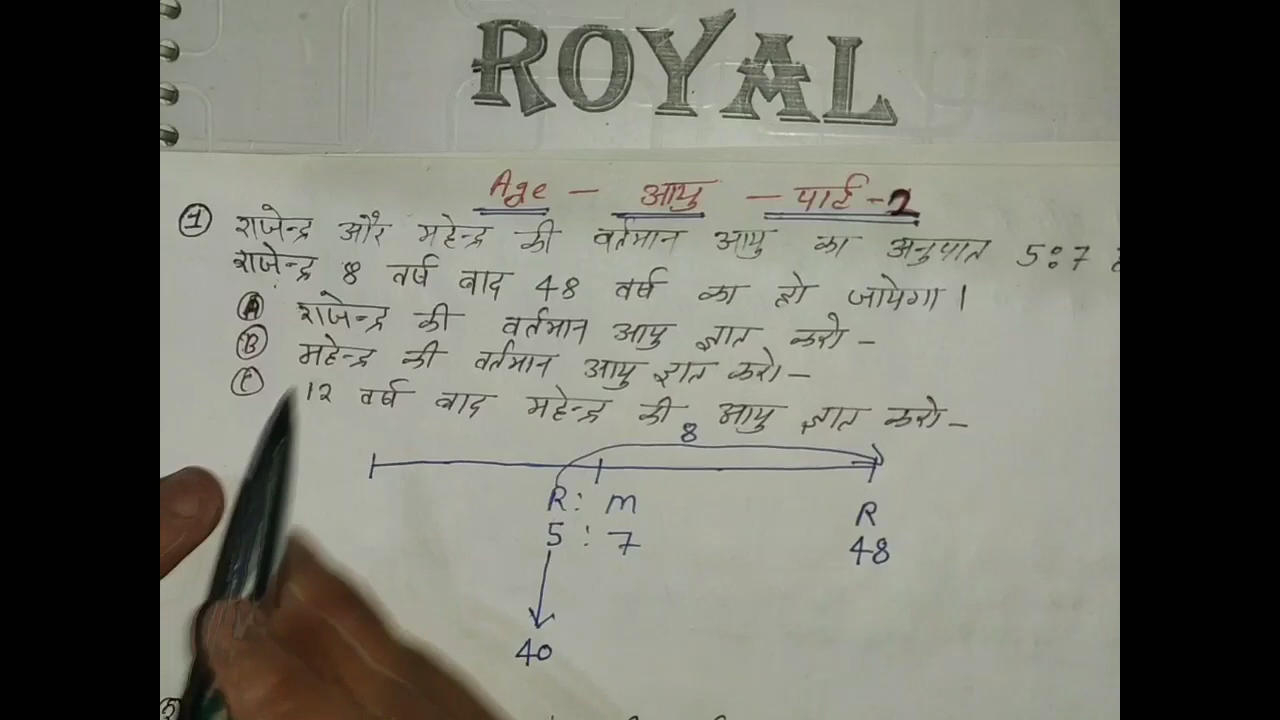 ROYAL
Age - आयु - पार्ट-2
① राजेन्द्र और महेन्द्र की वर्तमान आयु का अनुपात 5:7
राजेन्द्र 8 वर्ष बाद 48 वर्ष का हो जायेगा।
Ⓐ राजेन्द्र की वर्तमान आयु ज्ञात करो -
Ⓑ महेन्द्र की वर्तमान आयु ज्ञात करो -
12 वर्ष बाद महेन्द्र की आयु ज्ञात करो -
8
R : m R
5 : 7 48
40